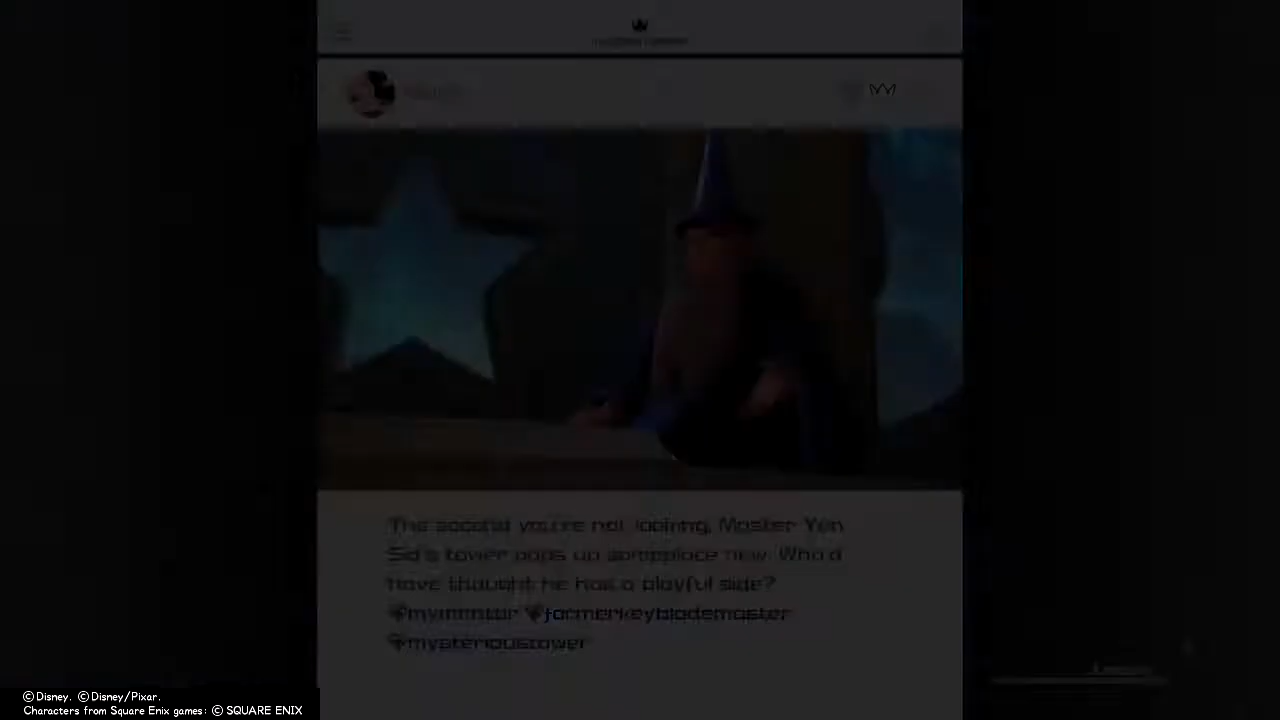 The second you're not looking, Master Yen
Sid's tower pops up someplace new. Who'd
have thought he has a playful side?
mymentor formerkeyblademaster
mysterioustower
©Disney. ©Disney/Pixar.
Characters from Square Enix games: © SQUARE ENIX